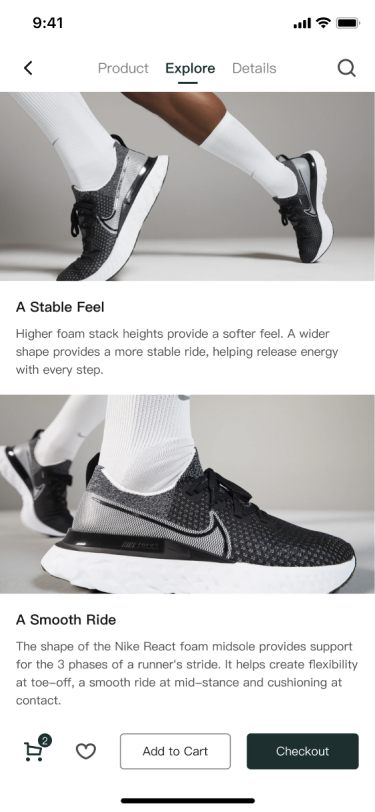 9:41
Product Explore Details
A Stable Feel
Higher foam stack heights provide a softer feel. A wider
shape provides a more stable ride, helping release energy
with every step.
A Smooth Ride
The shape of the Nike React foam midsole provides support
for the 3 phases of a runner's stride. It helps create flexibility
at toe-off, a smooth ride at mid-stance and cushioning at
contact.
2
Add to Cart
Checkout